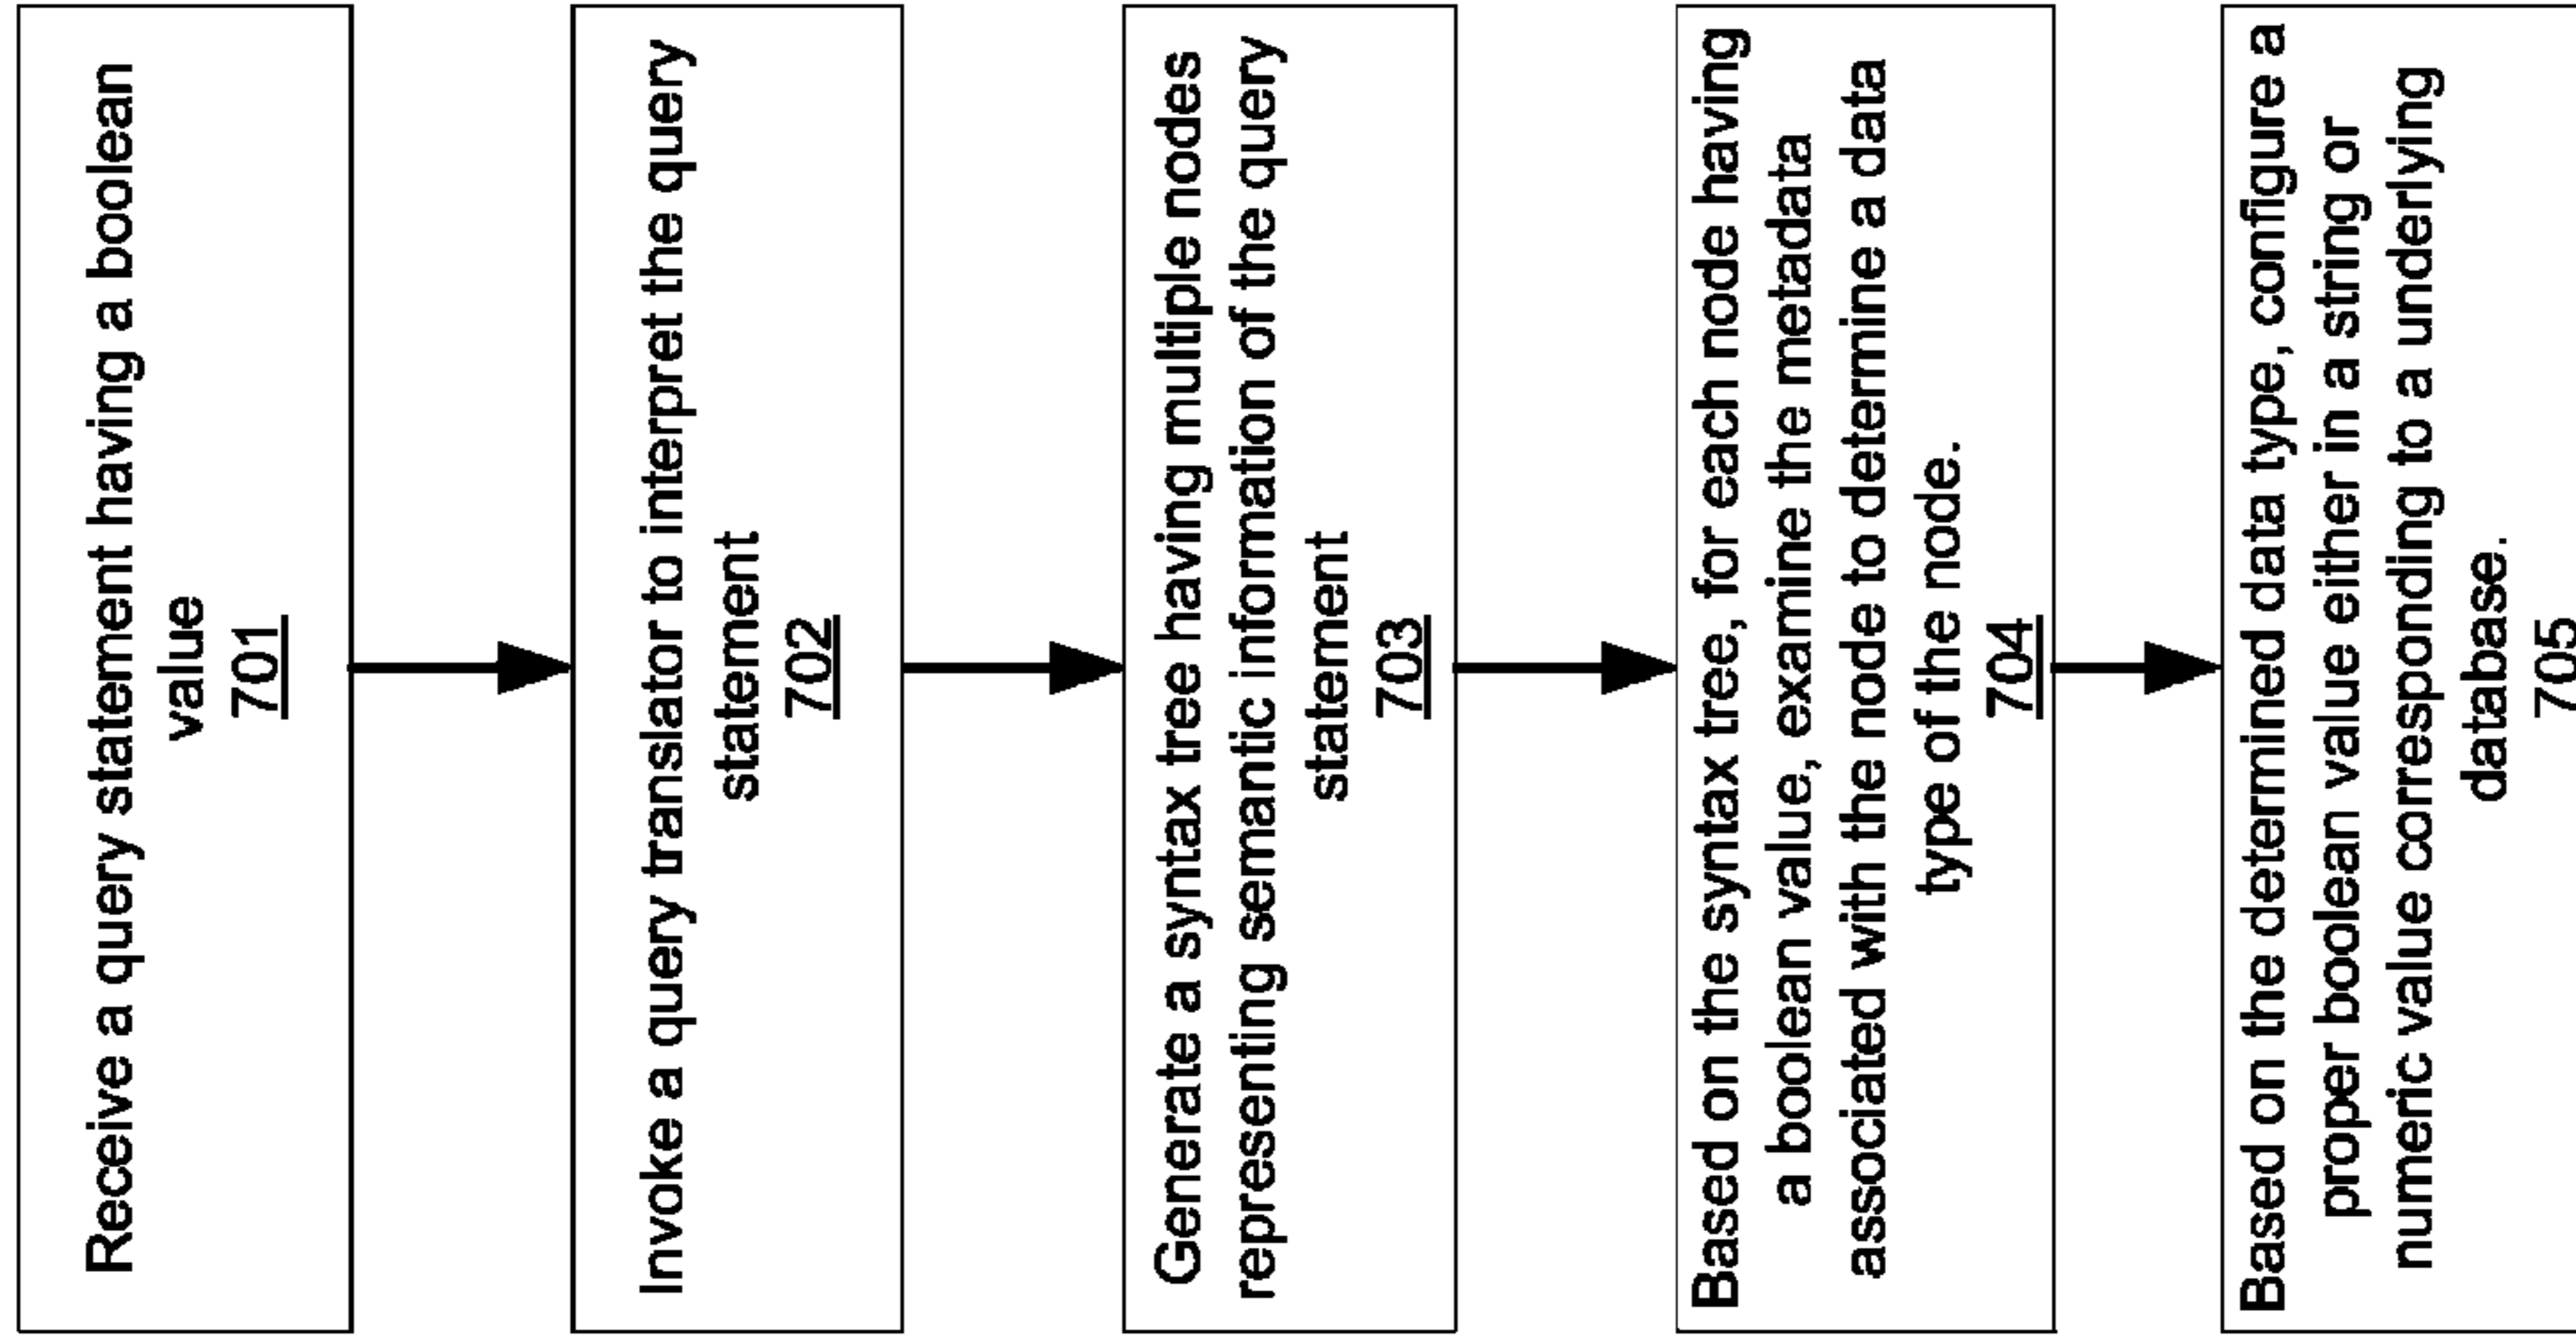 Receive a query statement having a boolean
value
701
Invoke a query translator to interpret the query
statement
702
Generate a syntax tree having multiple nodes
representing semantic information of the query
statement
703
Based on the syntax tree, for each node having
a boolean value, examine the metadata
associated with the node to determine a data
type of the node.
704
Based on the determined data type, configure a
proper boolean value either in a string or
numeric value corresponding to a underlying
database.
705